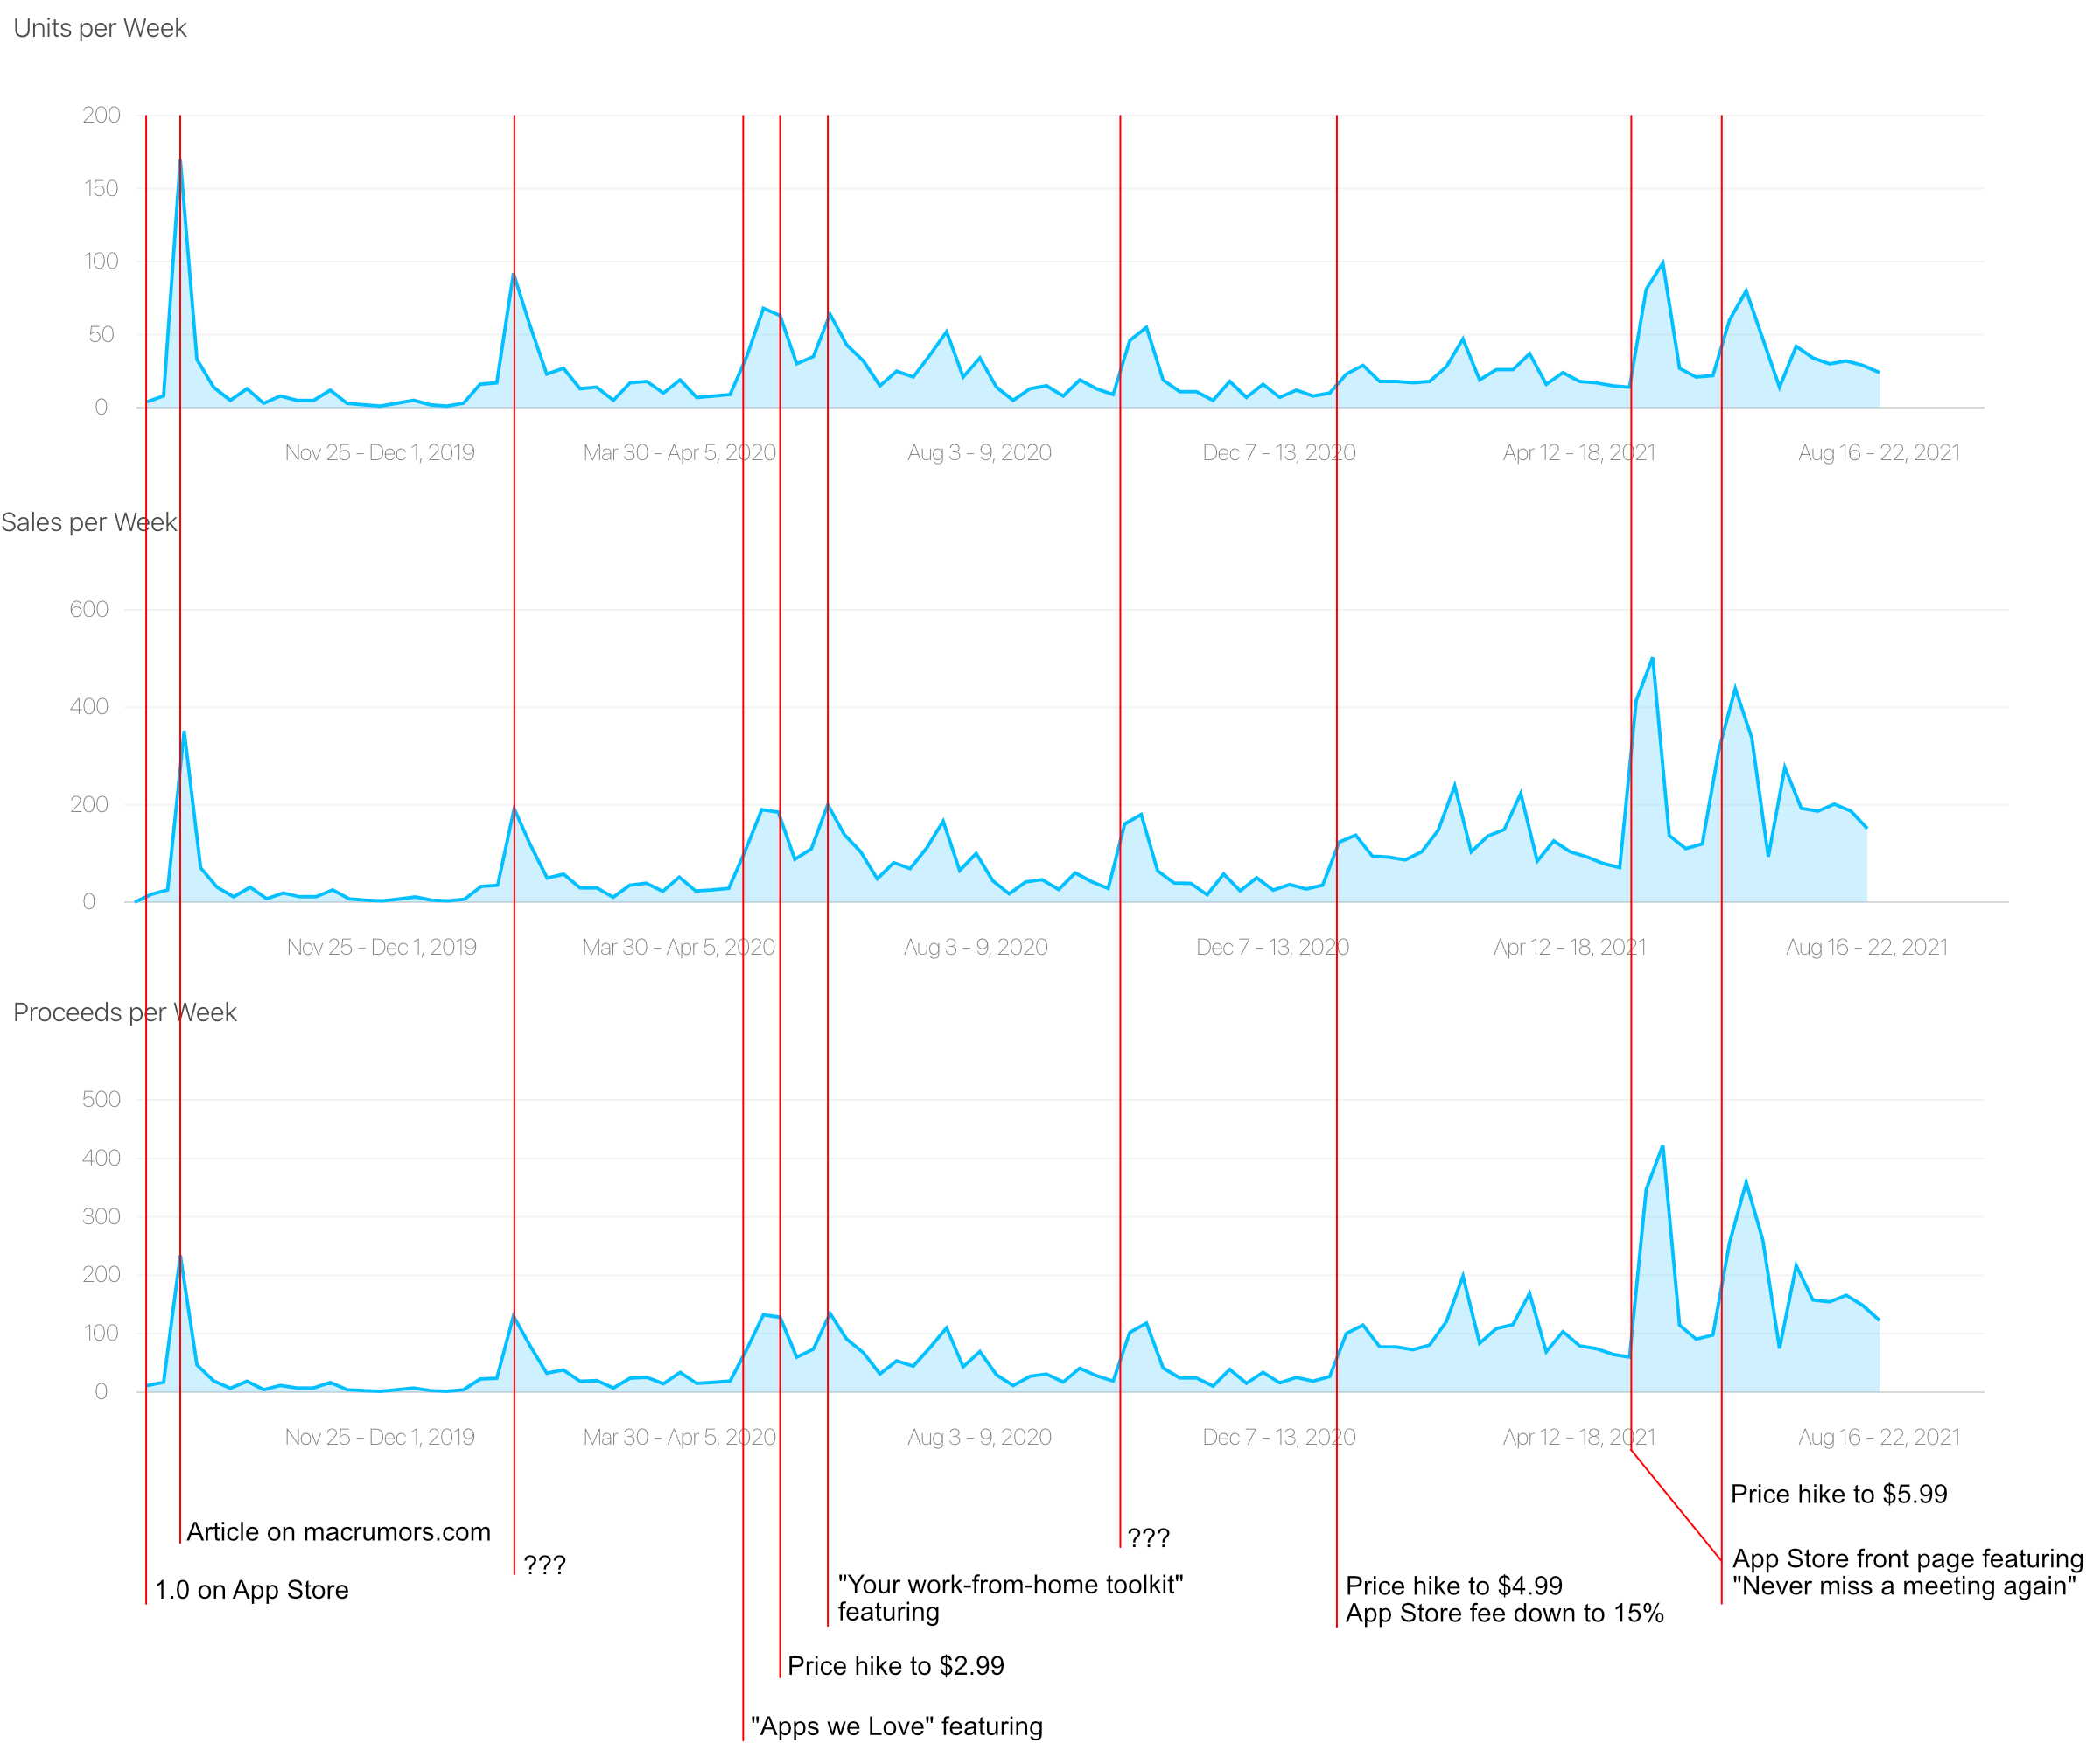 Units per Week
200
150
100
50
0
Nov 25 - Dec 1, 2019 Mar 30 - Apr 5, 2020 Aug 3 - 9, 2020 Dec 7 - 13, 2020 Apr 12 - 18, 2021 Aug 16 - 22, 2021
Sales per Week
600
400
200
0
Nov 25 - Dec 1, 2019 Mar 30 - Apr 5, 2020 Aug 3 - 9, 2020 Dec 7 - 13, 2020 Apr 12 - 18, 2021 Aug 16 - 22, 2021
Proceeds per Week
500
400
300
200
100
0
Nov 25 - Dec 1, 2019 Mar 30 - Apr 5, 2020 Aug 3 - 9, 2020 Dec 7 - 13, 2020 Apr 12 - 18, 2021 Aug 16 - 22, 2021
Price hike to $5.99
Article on macrumors.com
???
???
1.0 on App Store
"Your work-from-home toolkit"
featuring
Price hike to $4.99
App Store fee down to 15%
App Store front page featuring
"Never miss a meeting again"
Price hike to $2.99
"Apps we Love" featuring